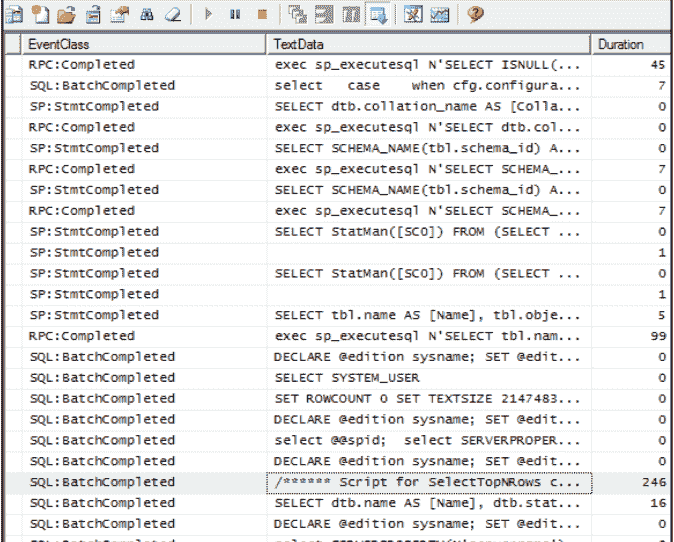 EventClass TextData Duration
RPC:Completed exec sp_executesql N'SELECT ISNULL(... 45
SQL:BatchCompleted select case when cfg.configura... 7
SP:StmtCompleted SELECT dtb.collation_name AS [Colla... 0
RPC:Completed exec sp_executesql N'SELECT dtb.col... 0
SP:StmtCompleted SELECT SCHEMA_NAME(tbl.schema_id) A... 0
RPC:Completed exec sp_executesql N'SELECT SCHEMA_... 7
SP:StmtCompleted SELECT SCHEMA_NAME(tbl.schema_id) A... 0
RPC:Completed exec sp_executesql N'SELECT SCHEMA_... 7
SP:StmtCompleted SELECT StatMan([SC0]) FROM (SELECT ... 0
SP:StmtCompleted 1
SP:StmtCompleted SELECT StatMan([SC0]) FROM (SELECT ... 0
SP:StmtCompleted 1
SP:StmtCompleted SELECT tbl.name AS [Name], tbl.obje... 5
RPC:Completed exec sp_executesql N'SELECT tbl.nam... 99
SQL:BatchCompleted DECLARE @edition sysname; SET @edit... 0
SQL:BatchCompleted SELECT SYSTEM_USER 0
SQL:BatchCompleted SET ROWCOUNT 0 SET TEXTSIZE 2147483... 0
SQL:BatchCompleted DECLARE @edition sysname; SET @edit... 0
SQL:BatchCompleted select @@spid; select SERVERPROPER... 0
SQL:BatchCompleted DECLARE @edition sysname; SET @edit... 0
SQL:BatchCompleted /****** Script for SelectTopNRows c... 246
SQL:BatchCompleted SELECT dtb.name AS [Name], dtb.stat... 16
SQL:BatchCompleted DECLARE @edition sysname; SET @edit... 0